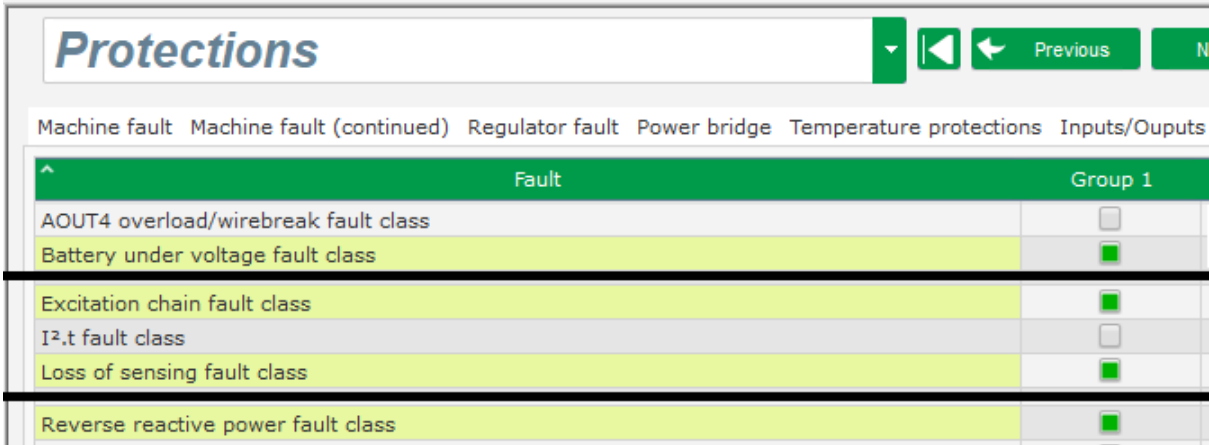 Protections
Previous
N
Machine fault Machine fault (continued) Regulator fault Power bridge Temperature protections Inputs/Ouputs
Fault Group 1
AOUT4 overload/wirebreak fault class
Battery under voltage fault class
Excitation chain fault class
I².t fault class
Loss of sensing fault class
Reverse reactive power fault class